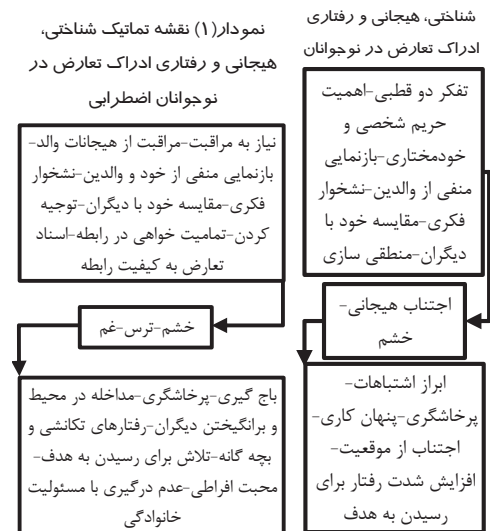 شناختی، هیجانی و رفتاری
ادراک تعارض در نوجوانان
تفکر دو قطبی-اهمیت
حریم شخصی و
خودمختاری-بازنمایی
منفی از والدین-نشخوار
فکری-مقایسه خود با
دیگران-منطقی سازی
اجتناب هیجانی-
خشم
ابراز اشتباهات-
پرخاشگری-پنهان کاری-
اجتناب از موقعیت-
افزایش شدت رفتار برای
رسیدن به هدف
نمودار(۱) نقشه تماتیک شناختی،
هیجانی و رفتاری ادراک تعارض در
نوجوانان اضطرابی
نیاز به مراقبت-مراقبت از هیجانات والد-
بازنمایی منفی از خود و والدین-نشخوار
فکری-مقایسه خود با دیگران-توجیه
کردن-تمامیت خواهی در رابطه-اسناد
تعارض به کیفیت رابطه
خشم-ترس-غم
باج گیری-پرخاشگری-مداخله در محیط
و برانگیختن دیگران-رفتارهای تکانشی و
بچه گانه-تلاش برای رسیدن به هدف-
محبت افراطی-عدم درگیری با مسئولیت
خانوادگی